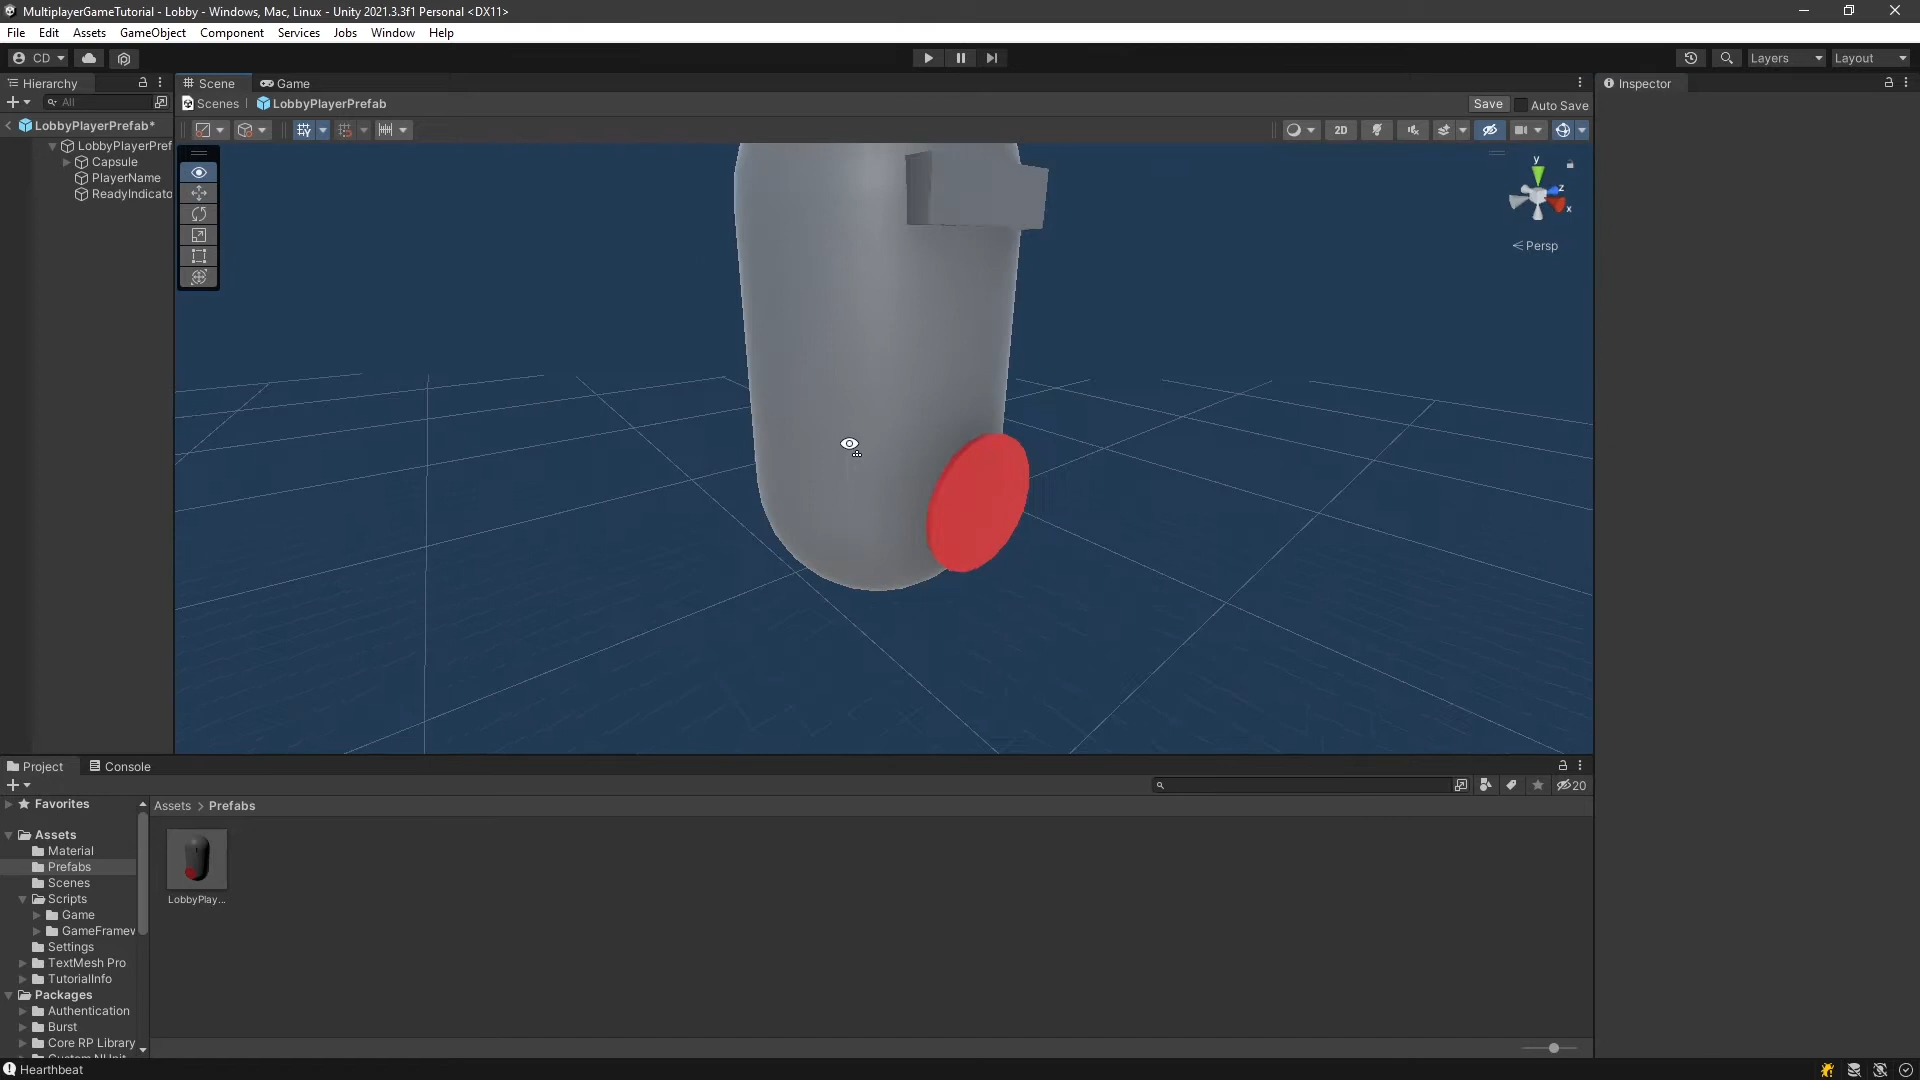 MultiplayerGameTutorial - Lobby - Windows, Mac, Linux - Unity 2021.3.3f1 Personal <DX11>
File Edit Assets GameObject Component Services Jobs Window Help
CD Layers Layout
Hierarchy Scene Game Inspector
All Scenes LobbyPlayerPrefab Save Auto Save
LobbyPlayerPrefab*
2D
LobbyPlayerPref
Capsule
PlayerName
ReadyIndicato
y
z
x
Persp
Project Console
20
Favorites
Assets > Prefabs
Assets
Material
Prefabs
Scenes
Scripts
LobbyPlay...
Game
GameFramew
Settings
TextMesh Pro
TutorialInfo
Packages
Authentication
Burst
Core RP Library
Hearthbeat